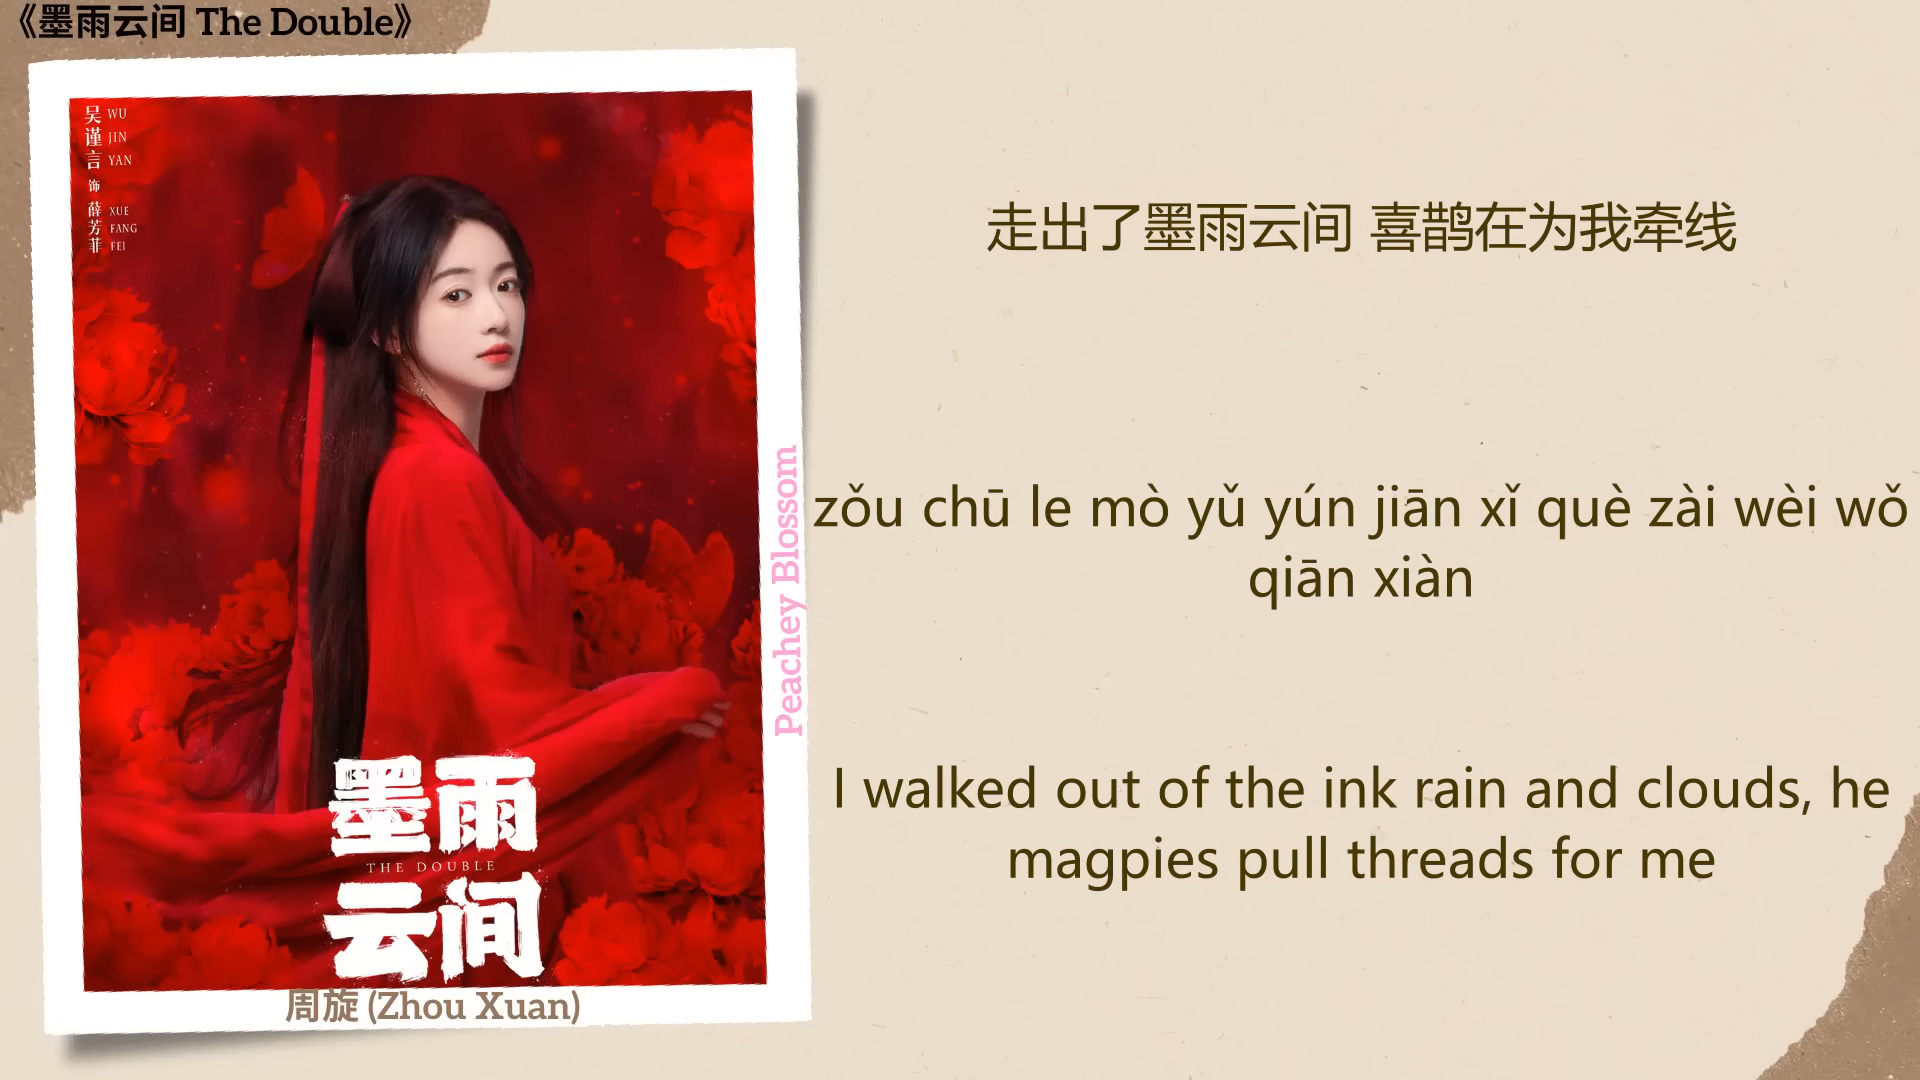 《墨雨云间 The Double》
吴谨言 WU JIN YAN
饰
薛芳菲 XUE FANG FEI
走出了墨雨云间 喜鹊在为我牵线
zǒu chū le mò yǔ yún jiān xǐ què zài wèi wǒ
qiān xiàn
I walked out of the ink rain and clouds, he
magpies pull threads for me
Peachey Blossom
墨雨
THE DOUBLE
云间
周旋 (Zhou Xuan)